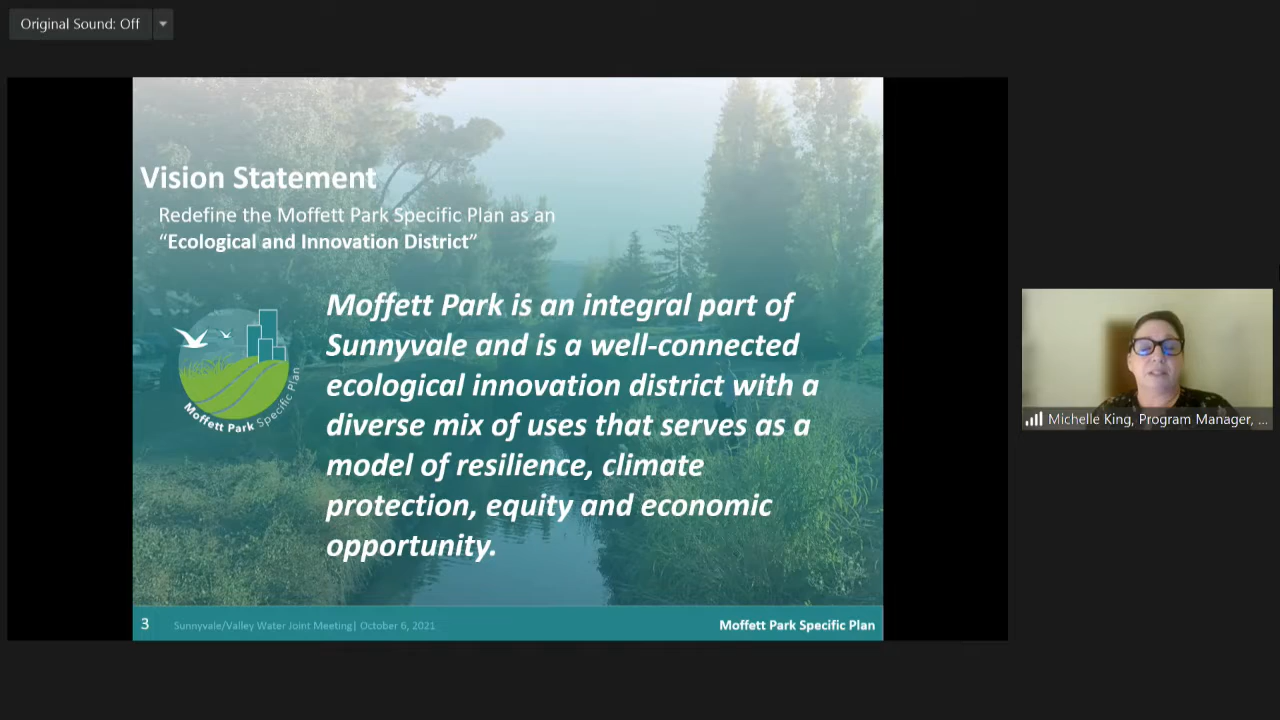 Original Sound: Off
Vision Statement
Redefine the Moffett Park Specific Plan as an
“Ecological and Innovation District”
Moffett Park is an integral part of
Sunnyvale and is a well-connected
ecological innovation district with a
diverse mix of uses that serves as a
model of resilience, climate
protection, equity and economic
opportunity.
Moffett Park Specific Plan
3
Sunnyvale/Valley Water Joint Meeting| October 6, 2021
Moffett Park Specific Plan
Michelle King, Program Manager, ...